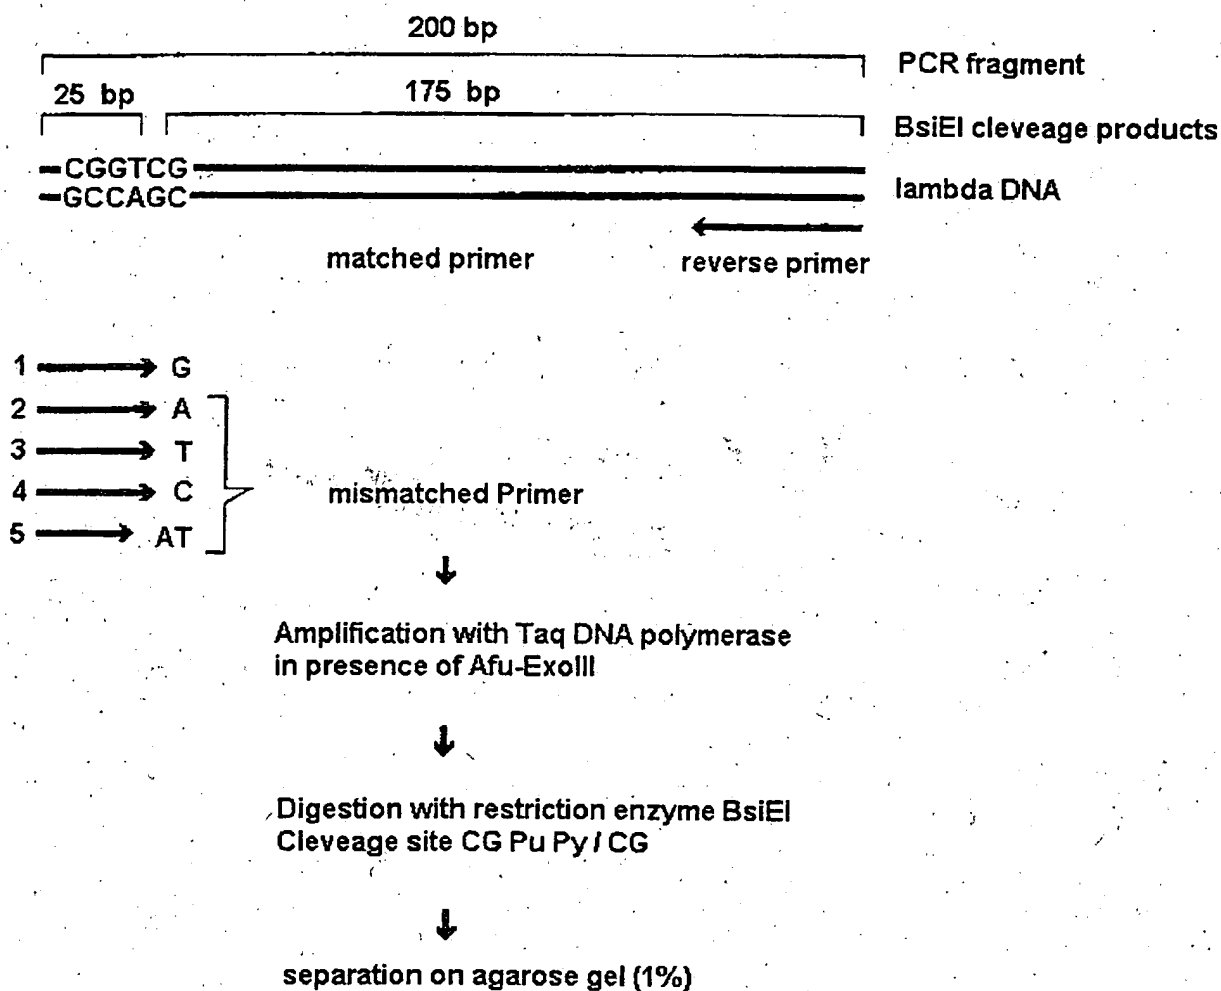 200 bp
PCR fragment
25 bp
175 bp
BsiEI cleveage products
CGGTCG
GCCAGC
lambda DNA
matched primer
reverse primer
1 G
2 A
3 T
4 C
mismatched Primer
5 AT
Amplification with Taq DNA polymerase
in presence of Afu-ExoIII
Digestion with restriction enzyme BsiEI
Cleveage site CG Pu Py / CG
separation on agarose gel (1%)